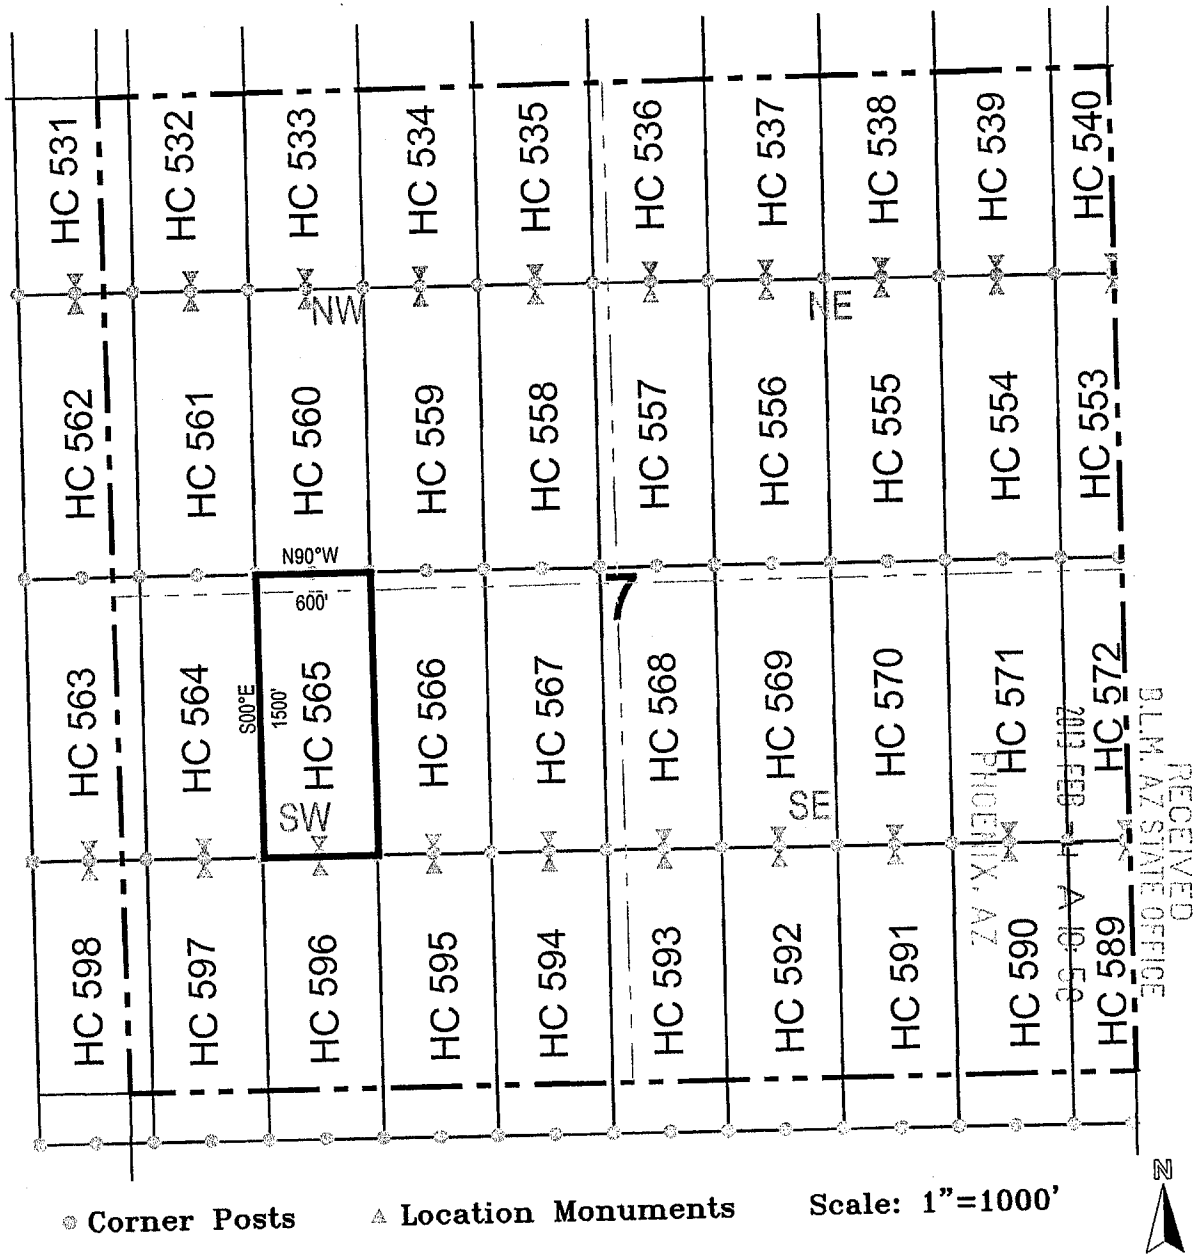 HC 531
HC 532
HC 533
HC 534
HC 535
HC 536
HC 537
HC 538
HC 539
HC 540
NW
NE
HC 562
HC 561
HC 560
HC 559
HC 558
HC 557
HC 556
HC 555
HC 554
HC 553
N90°W
600'
7
HC 563
HC 564
S00°E
1500'
HC 565
HC 566
HC 567
HC 568
HC 569
HC 570
HC 571
HC 572
SW
SE
RECEIVED
B.L.M. AZ STATE OFFICE
2013 FEB A 10:
PHOENIX, AZ
HC 598
HC 597
HC 596
HC 595
HC 594
HC 593
HC 592
HC 591
HC 590
HC 589
N
Corner Posts
Location Monuments
Scale: 1”=1000’